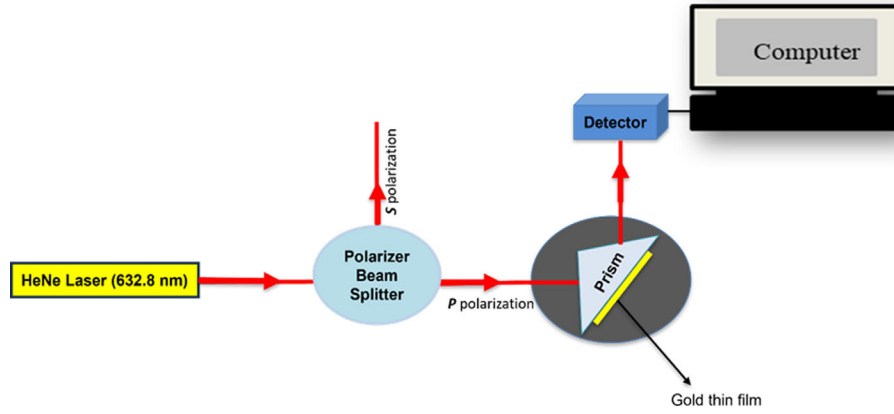 Computer
Detector
S polarization
Polarizer
Beam
Splitter
HeNe Laser (632.8 nm)
P polarization
Prism
Gold thin film